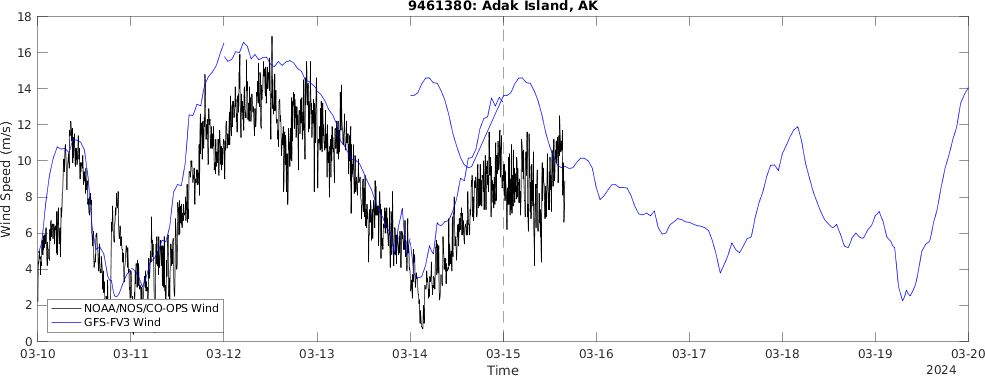 9461380: Adak Island, AK
Wind Speed (m/s)
18
16
14
12
10
8
6
4
2
0
NOAA/NOS/CO-OPS Wind
GFS-FV3 Wind
03-10 03-11 03-12 03-13 03-14 03-15 03-16 03-17 03-18 03-19 03-20
Time
2024